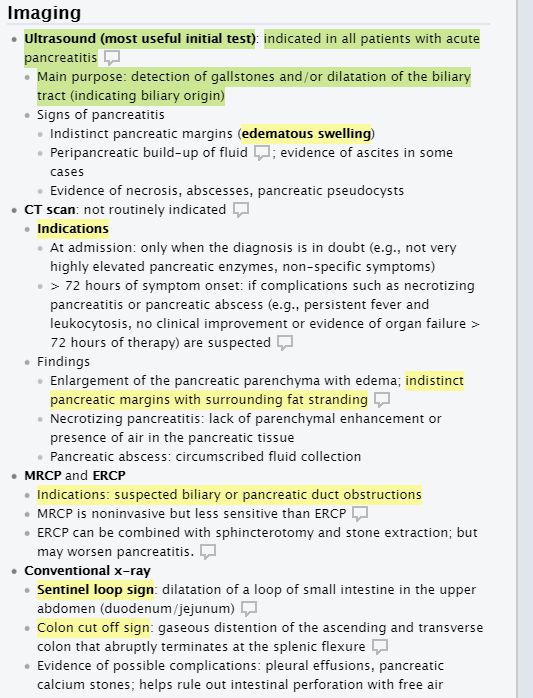 Imaging
Ultrasound (most useful initial test): indicated in all patients with acute
pancreatitis
Main purpose: detection of gallstones and/or dilatation of the biliary
tract (indicating biliary origin)
Signs of pancreatitis
Indistinct pancreatic margins (edematous swelling)
Peripancreatic build-up of fluid ; evidence of ascites in some
cases
Evidence of necrosis, abscesses, pancreatic pseudocysts
CT scan: not routinely indicated
Indications
At admission: only when the diagnosis is in doubt (e.g., not very
highly elevated pancreatic enzymes, non-specific symptoms)
> 72 hours of symptom onset: if complications such as necrotizing
pancreatitis or pancreatic abscess (e.g., persistent fever and
leukocytosis, no clinical improvement or evidence of organ failure >
72 hours of therapy) are suspected
Findings
Enlargement of the pancreatic parenchyma with edema; indistinct
pancreatic margins with surrounding fat stranding
Necrotizing pancreatitis: lack of parenchymal enhancement or
presence of air in the pancreatic tissue
Pancreatic abscess: circumscribed fluid collection
MRCP and ERCP
Indications: suspected biliary or pancreatic duct obstructions
MRCP is noninvasive but less sensitive than ERCP
ERCP can be combined with sphincterotomy and stone extraction; but
may worsen pancreatitis.
Conventional x-ray
Sentinel loop sign: dilatation of a loop of small intestine in the upper
abdomen (duodenum/jejunum)
Colon cut off sign: gaseous distention of the ascending and transverse
colon that abruptly terminates at the splenic flexure
Evidence of possible complications: pleural effusions, pancreatic
calcium stones; helps rule out intestinal perforation with free air